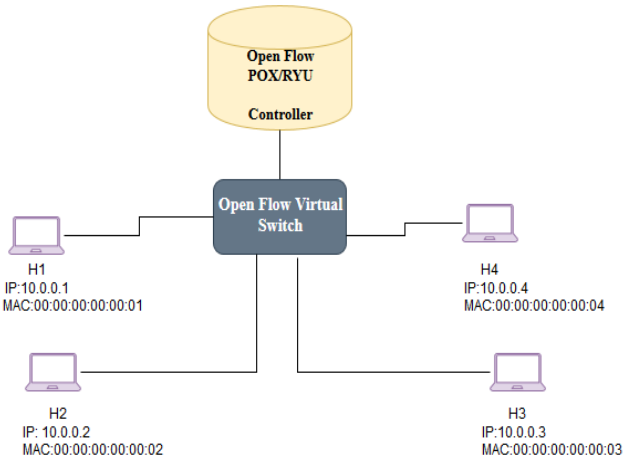 Open Flow
POX/RYU
Controller
Open Flow Virtual
Switch
H1
IP:10.0.0.1
MAC:00:00:00:00:00:01
H4
IP:10.0.0.4
MAC:00:00:00:00:00:04
H2
IP: 10.0.0.2
MAC:00:00:00:00:00:02
H3
IP:10.0.0.3
MAC:00:00:00:00:00:03